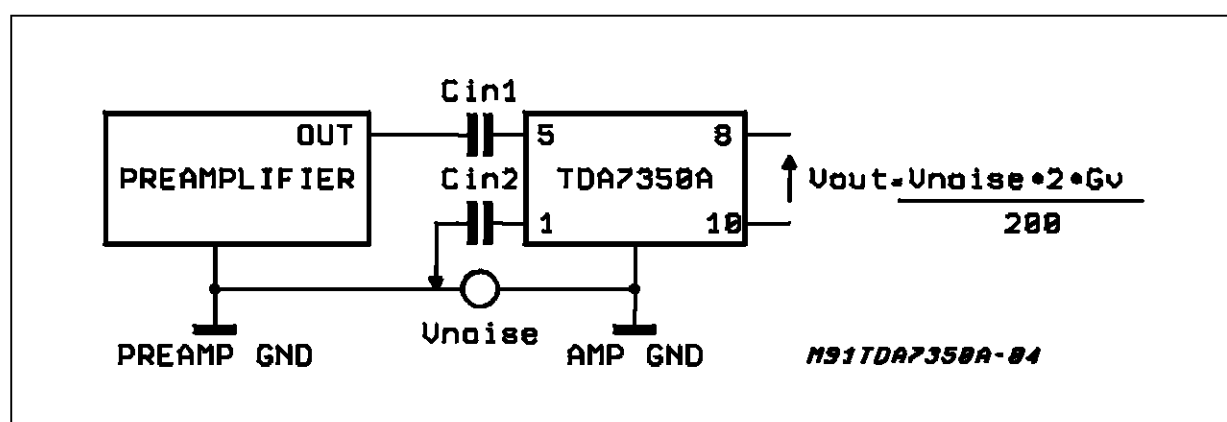 Cin1
OUT
PREAMPLIFIER
5
8
Cin2
TDA7350A
1
10
Vout=Vnoise•2•Gv
200
Vnoise
PREAMP GND
AMP GND
M91TDA7350A-04